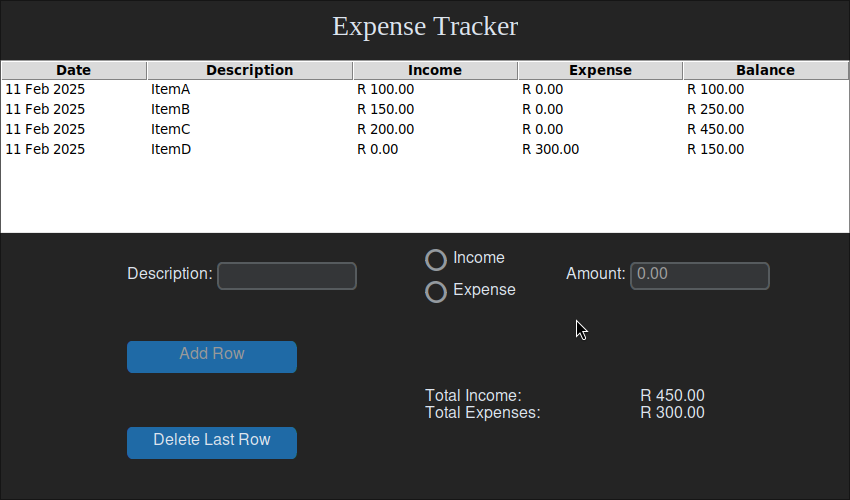 Expense Tracker
Date Description Income Expense Balance
11 Feb 2025 ItemA R 100.00 R 0.00 R 100.00
11 Feb 2025 ItemB R 150.00 R 0.00 R 250.00
11 Feb 2025 ItemC R 200.00 R 0.00 R 450.00
11 Feb 2025 ItemD R 0.00 R 300.00 R 150.00
Description:
Income
Expense
Amount: 0.00
Add Row
Total Income: R 450.00
Total Expenses: R 300.00
Delete Last Row